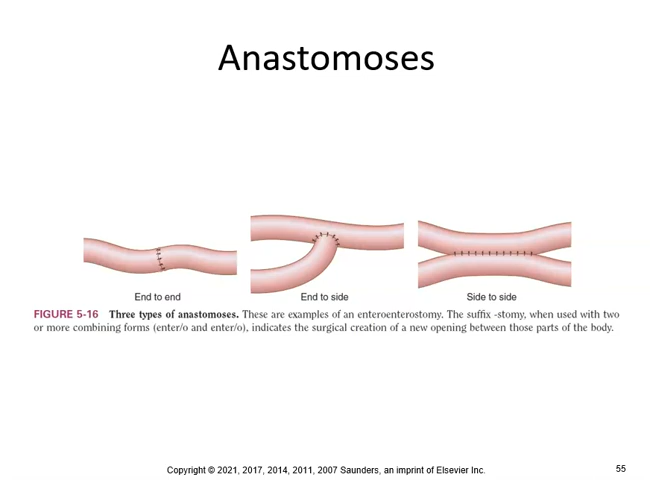 Anastomoses
End to end
End to side
Side to side
FIGURE 5-16 Three types of anastomoses. These are examples of an enteroenterostomy. The suffix -stomy, when used with two
or more combining forms (enter/o and enter/o), indicates the surgical creation of a new opening between those parts of the body.
Copyright © 2021, 2017, 2014, 2011, 2007 Saunders, an imprint of Elsevier Inc.
55